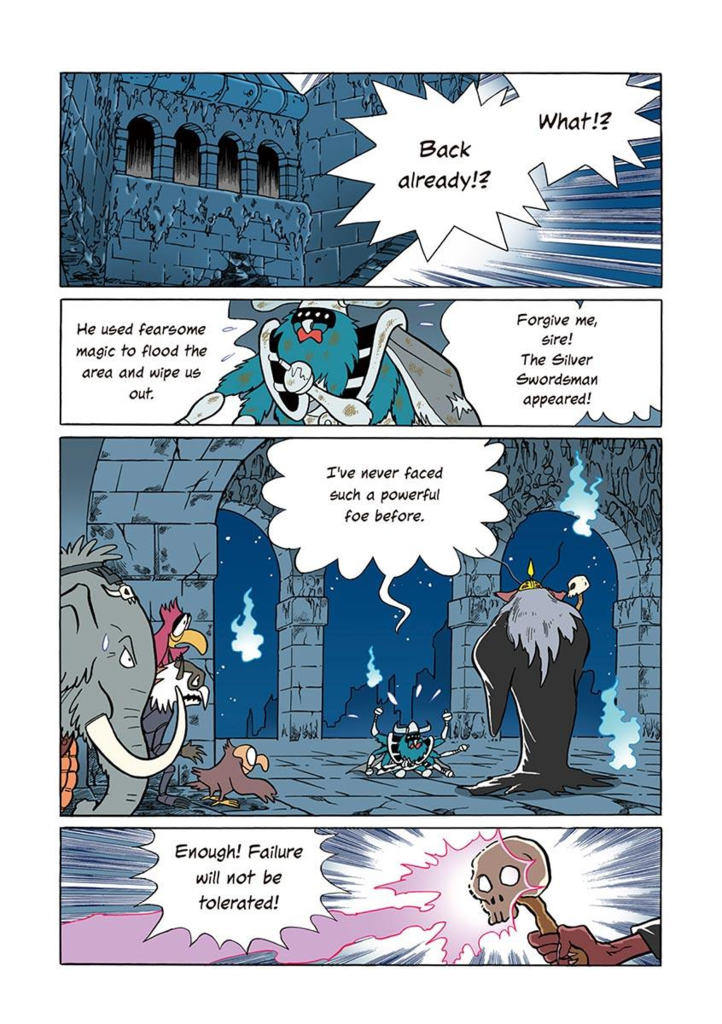 What!?
Back
already!?
Forgive me,
sire!
The Silver
Swordsman
appeared!
He used fearsome
magic to flood the
area and wipe us
out.
I've never faced
such a powerful
foe before.
Enough! Failure
will not be
tolerated!